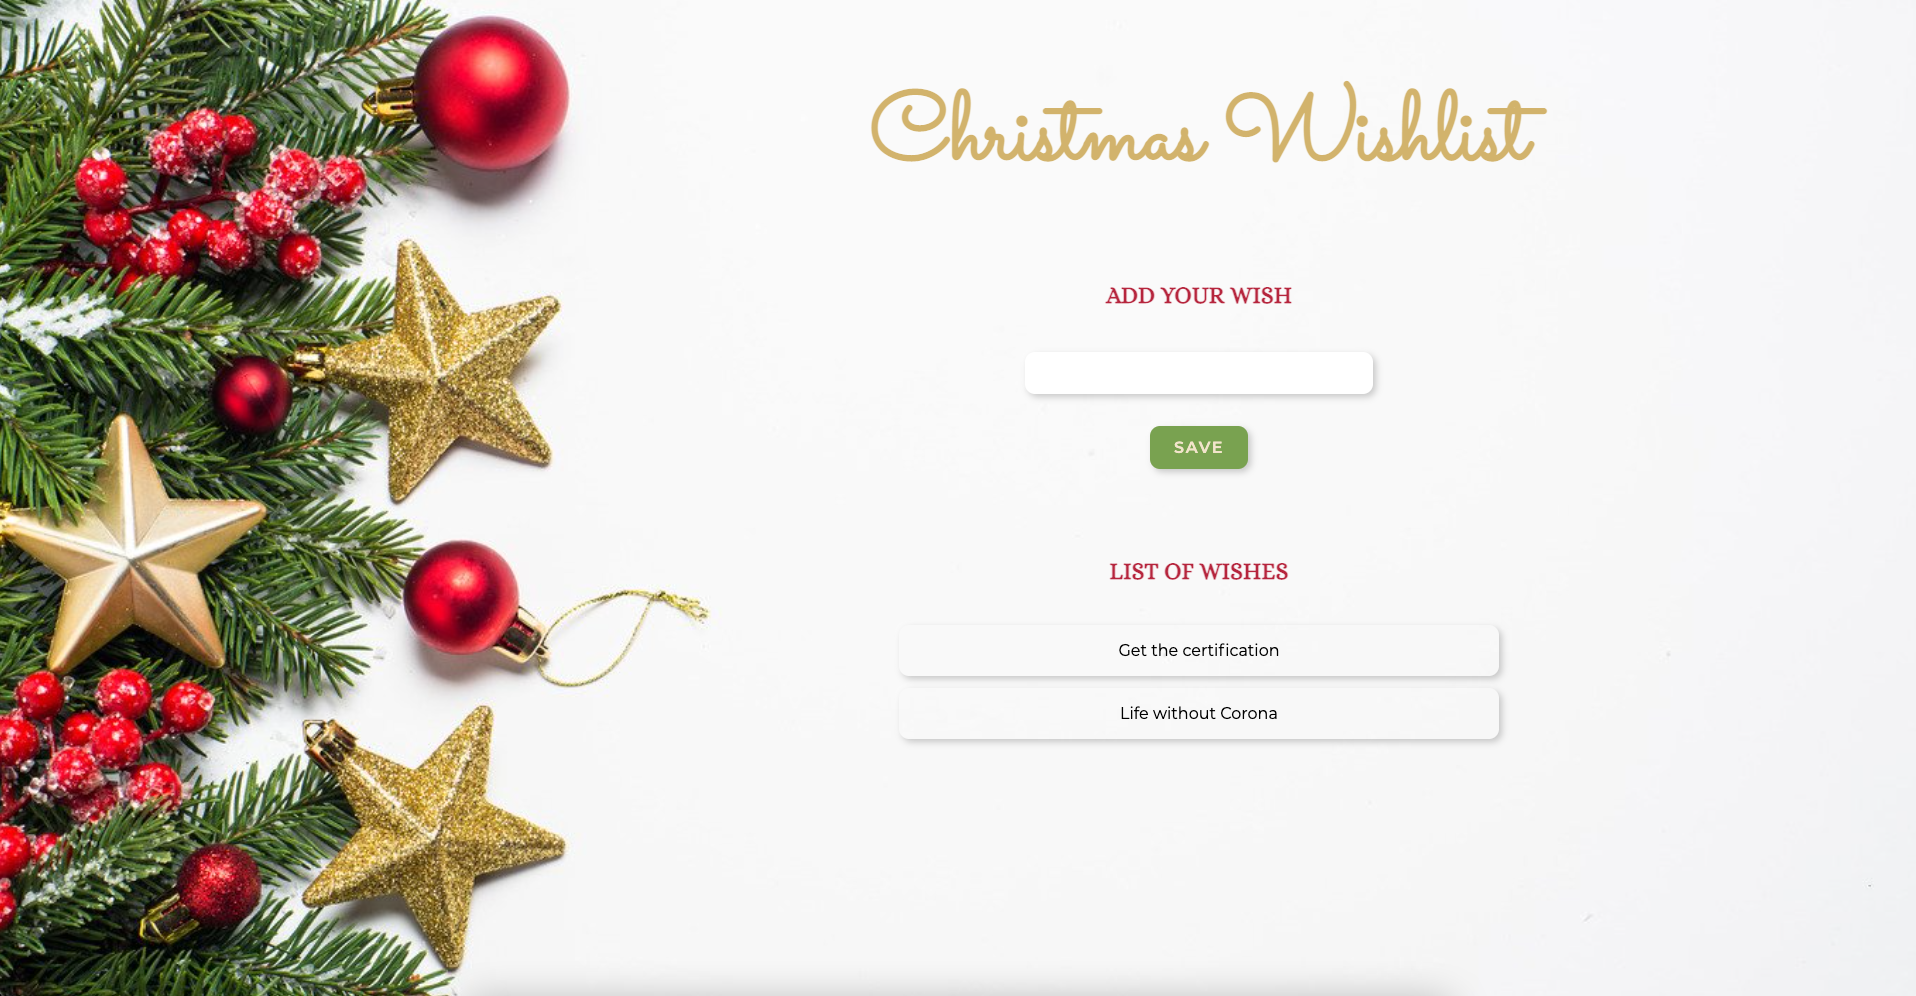 Christmas Wishlist
ADD YOUR WISH
SAVE
LIST OF WISHES
Get the certification
Life without Corona